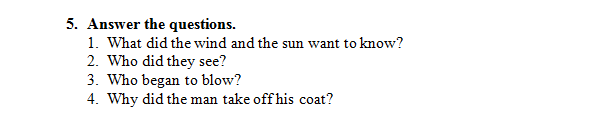 5. Answer the questions.
1. What did the wind and the sun want to know?
2. Who did they see?
3. Who began to blow?
4. Why did the man take off his coat?